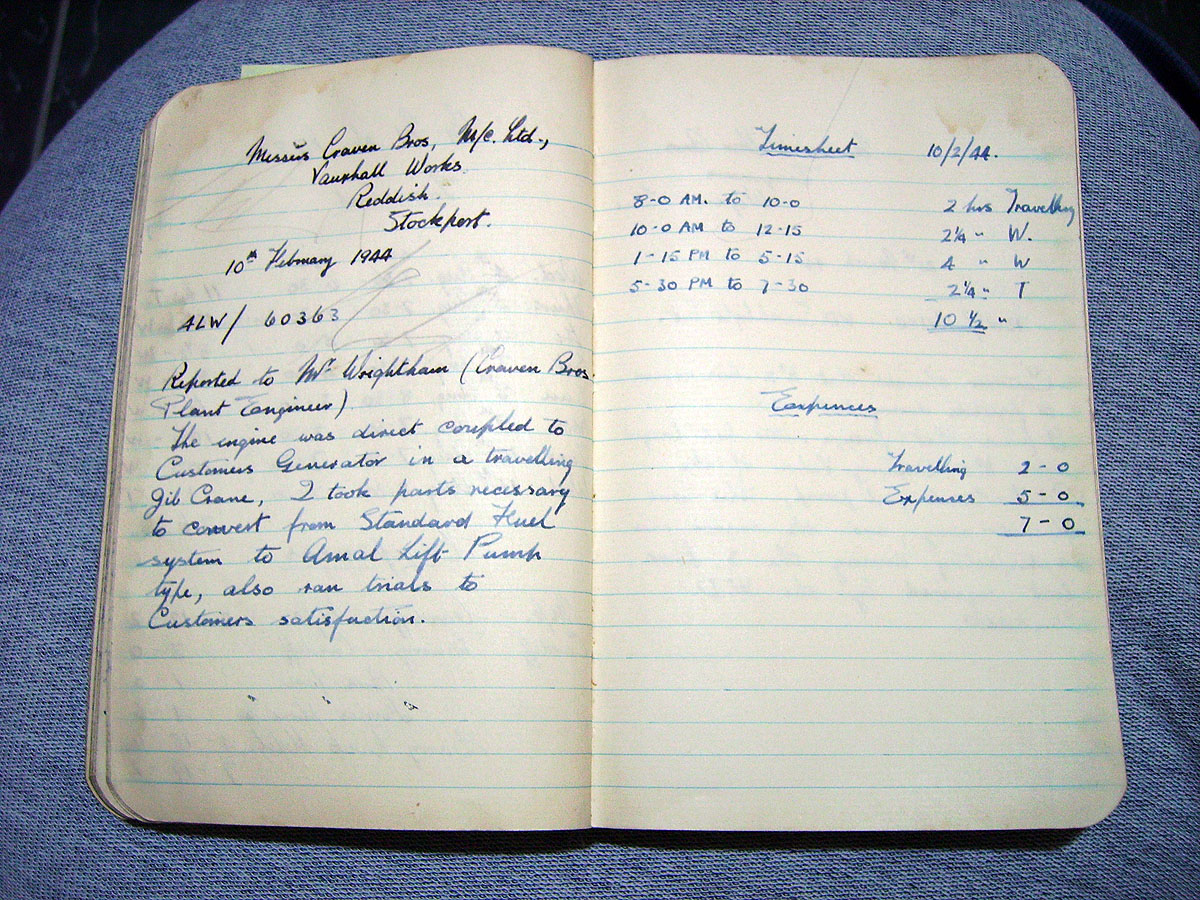 Messrs Craven Bros, M/c. Ltd.,
Vauxhall Works
Reddish.
Stockport.
10th February 1944
4LW/ 60363
Reported to Mr Wrightham (Craven Bros
Plant Engineer)
The engine was direct coupled to
Customers Generator in a travelling
Jib Crane, I took parts necessary
to convert from Standard Fuel
system to Amal Lift Pump
type, also ran trials to
Customers satisfaction.
Timesheet 10/2/44.
8-0 AM. to 10-0 2 hrs Travelling
10-0 AM to 12-15 2¼ " W.
1-15 PM to 5-15 4 " W
5-30 PM to 7-30 2¼ " T
10 ½ "
Expences
Travelling 2-0
Expenses 5-0
7-0